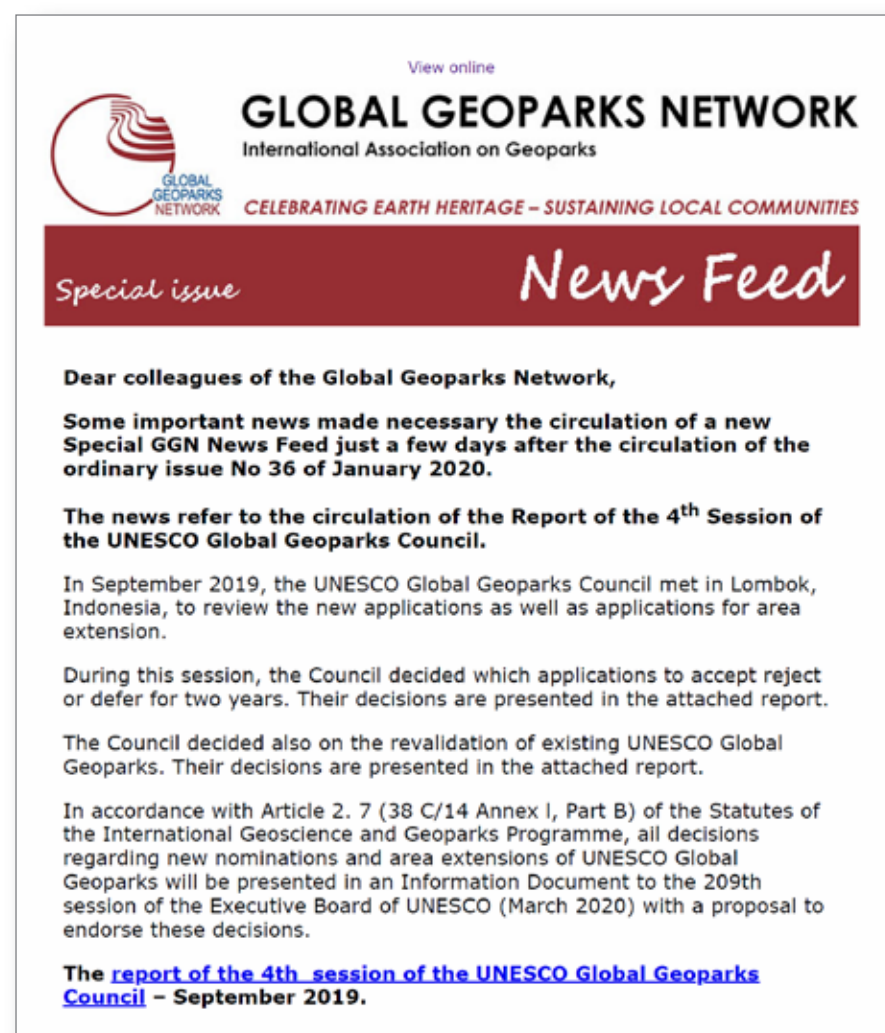 View online
GLOBAL GEOPARKS NETWORK
International Association on Geoparks
GLOBAL
GEOPARKS
NETWORK
CELEBRATING EARTH HERITAGE – SUSTAINING LOCAL COMMUNITIES
Special issue
News Feed
Dear colleagues of the Global Geoparks Network,
Some important news made necessary the circulation of a new
Special GGN News Feed just a few days after the circulation of the
ordinary issue No 36 of January 2020.
The news refer to the circulation of the Report of the 4th Session of
the UNESCO Global Geoparks Council.
In September 2019, the UNESCO Global Geoparks Council met in Lombok,
Indonesia, to review the new applications as well as applications for area
extension.
During this session, the Council decided which applications to accept reject
or defer for two years. Their decisions are presented in the attached report.
The Council decided also on the revalidation of existing UNESCO Global
Geoparks. Their decisions are presented in the attached report.
In accordance with Article 2. 7 (38 C/14 Annex I, Part B) of the Statutes of
the International Geoscience and Geoparks Programme, ail decisions
regarding new nominations and area extensions of UNESCO Global
Geoparks will be presented in an Information Document to the 209th
session of the Executive Board of UNESCO (March 2020) with a proposal to
endorse these decisions.
The report of the 4th session of the UNESCO Global Geoparks
Council – September 2019.